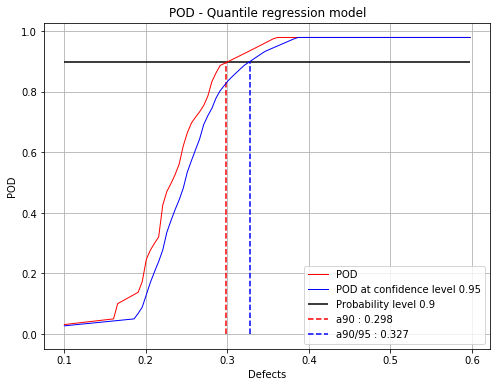 POD - Quantile regression model
1.0
0.8
0.6
0.4
0.2
0.0
POD
0.1
0.2
0.3
0.4
0.5
0.6
Defects
POD
POD at confidence level 0.95
Probability level 0.9
a90 : 0.298
a90/95 : 0.327